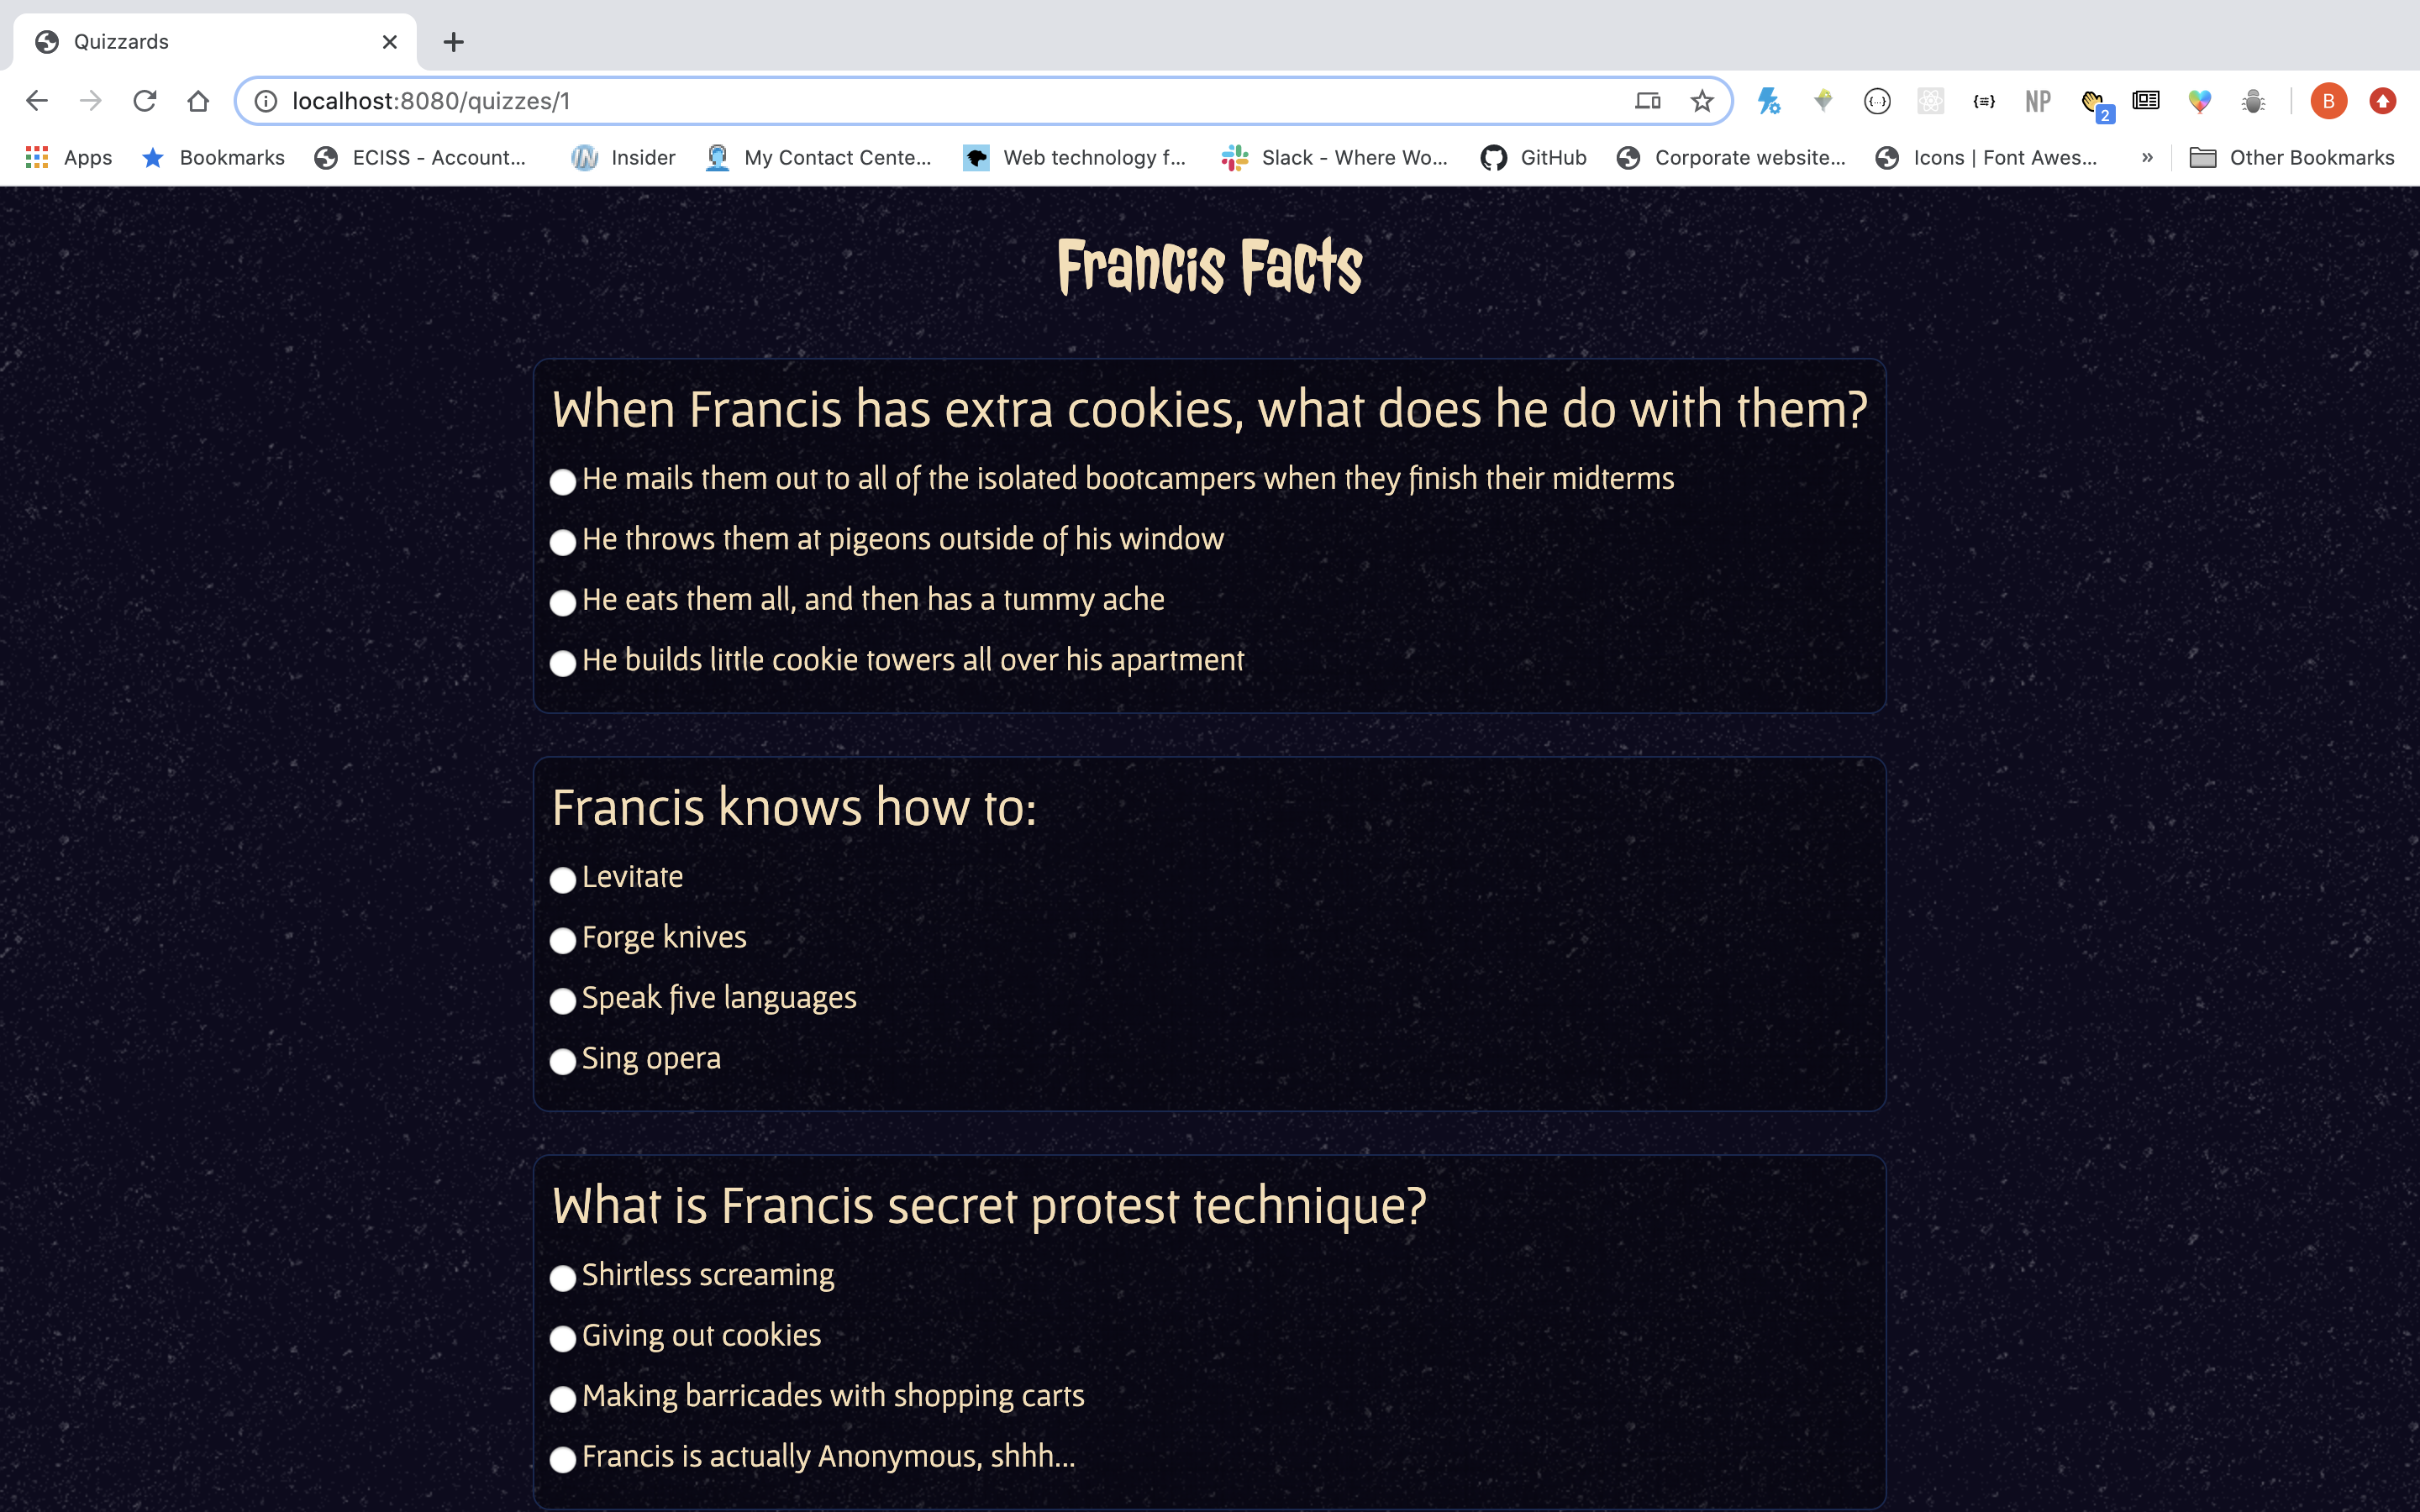 Quizzards
localhost:8080/quizzes/1
NP
2
B
Apps
Bookmarks
ECISS - Account...
Insider
My Contact Cente...
Web technology f...
Slack - Where Wo...
GitHub
Corporate website...
Icons | Font Awes...
»
Other Bookmarks
Francis Facts
When Francis has extra cookies, what does he do with them?
He mails them out to all of the isolated bootcampers when they finish their midterms
He throws them at pigeons outside of his window
He eats them all, and then has a tummy ache
He builds little cookie towers all over his apartment
Francis knows how to:
Levitate
Forge knives
Speak five languages
Sing opera
What is Francis secret protest technique?
Shirtless screaming
Giving out cookies
Making barricades with shopping carts
Francis is actually Anonymous, shhh...